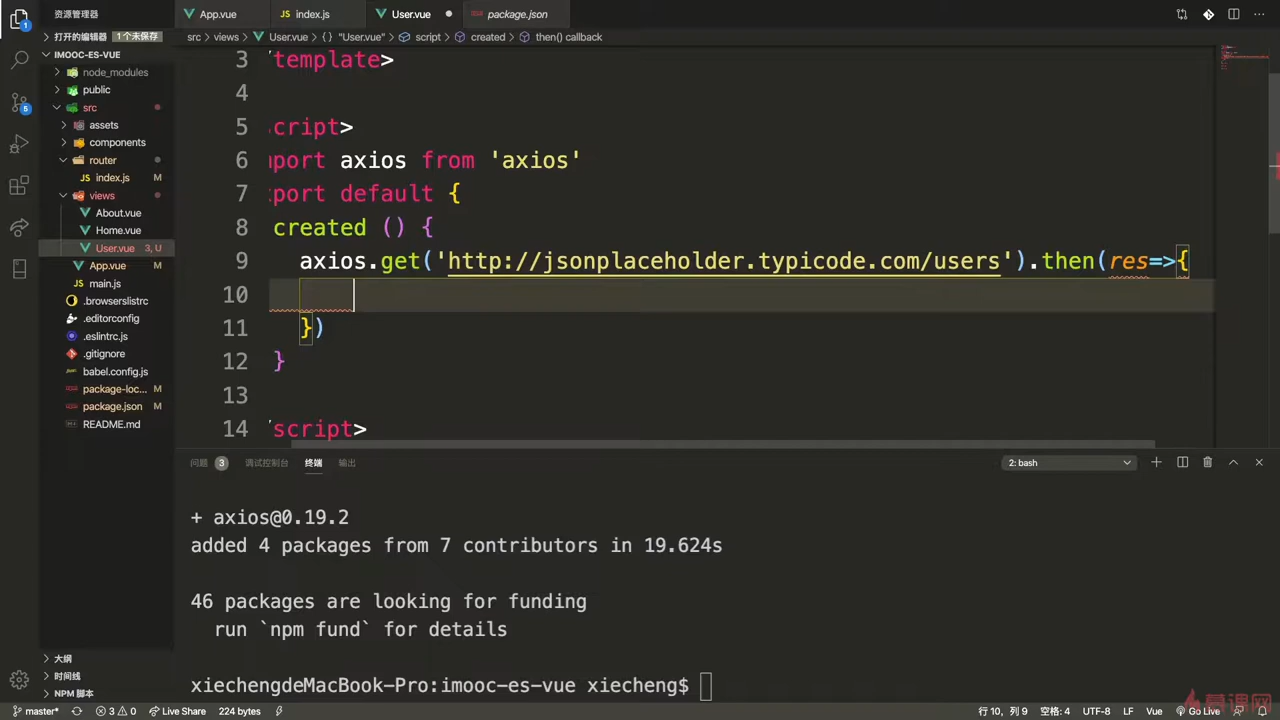 资源管理器
App.vue
index.js
User.vue
package.json
打开的编辑器 1 个未保存
src > views > User.vue > {} "User.vue" > script > created > then() callback
IMOOC-ES-VUE
node_modules
public
src
assets
components
router
index.js M
views
About.vue
Home.vue
User.vue 3, U
App.vue M
main.js
.browserslistrc
.editorconfig
.eslintrc.js
.gitignore
babel.config.js
package-loc... M
package.json M
README.md
大纲
时间线
NPM 脚本
3 template>
4
5 cript>
6 port axios from 'axios'
7 port default {
8 created () {
9 axios.get('http://jsonplaceholder.typicode.com/users').then(res=>{
10
11 })
12 }
13
14 script>
问题 3 调试控制台 终端 输出 2: bash
+ axios@0.19.2
added 4 packages from 7 contributors in 19.624s
46 packages are looking for funding
run `npm fund` for details
xiechengdeMacBook-Pro:imooc-es-vue xiecheng$
master* 3 0 Live Share 224 bytes 行 10, 列 9 空格: 4 UTF-8 LF Vue Go Live
慕课网